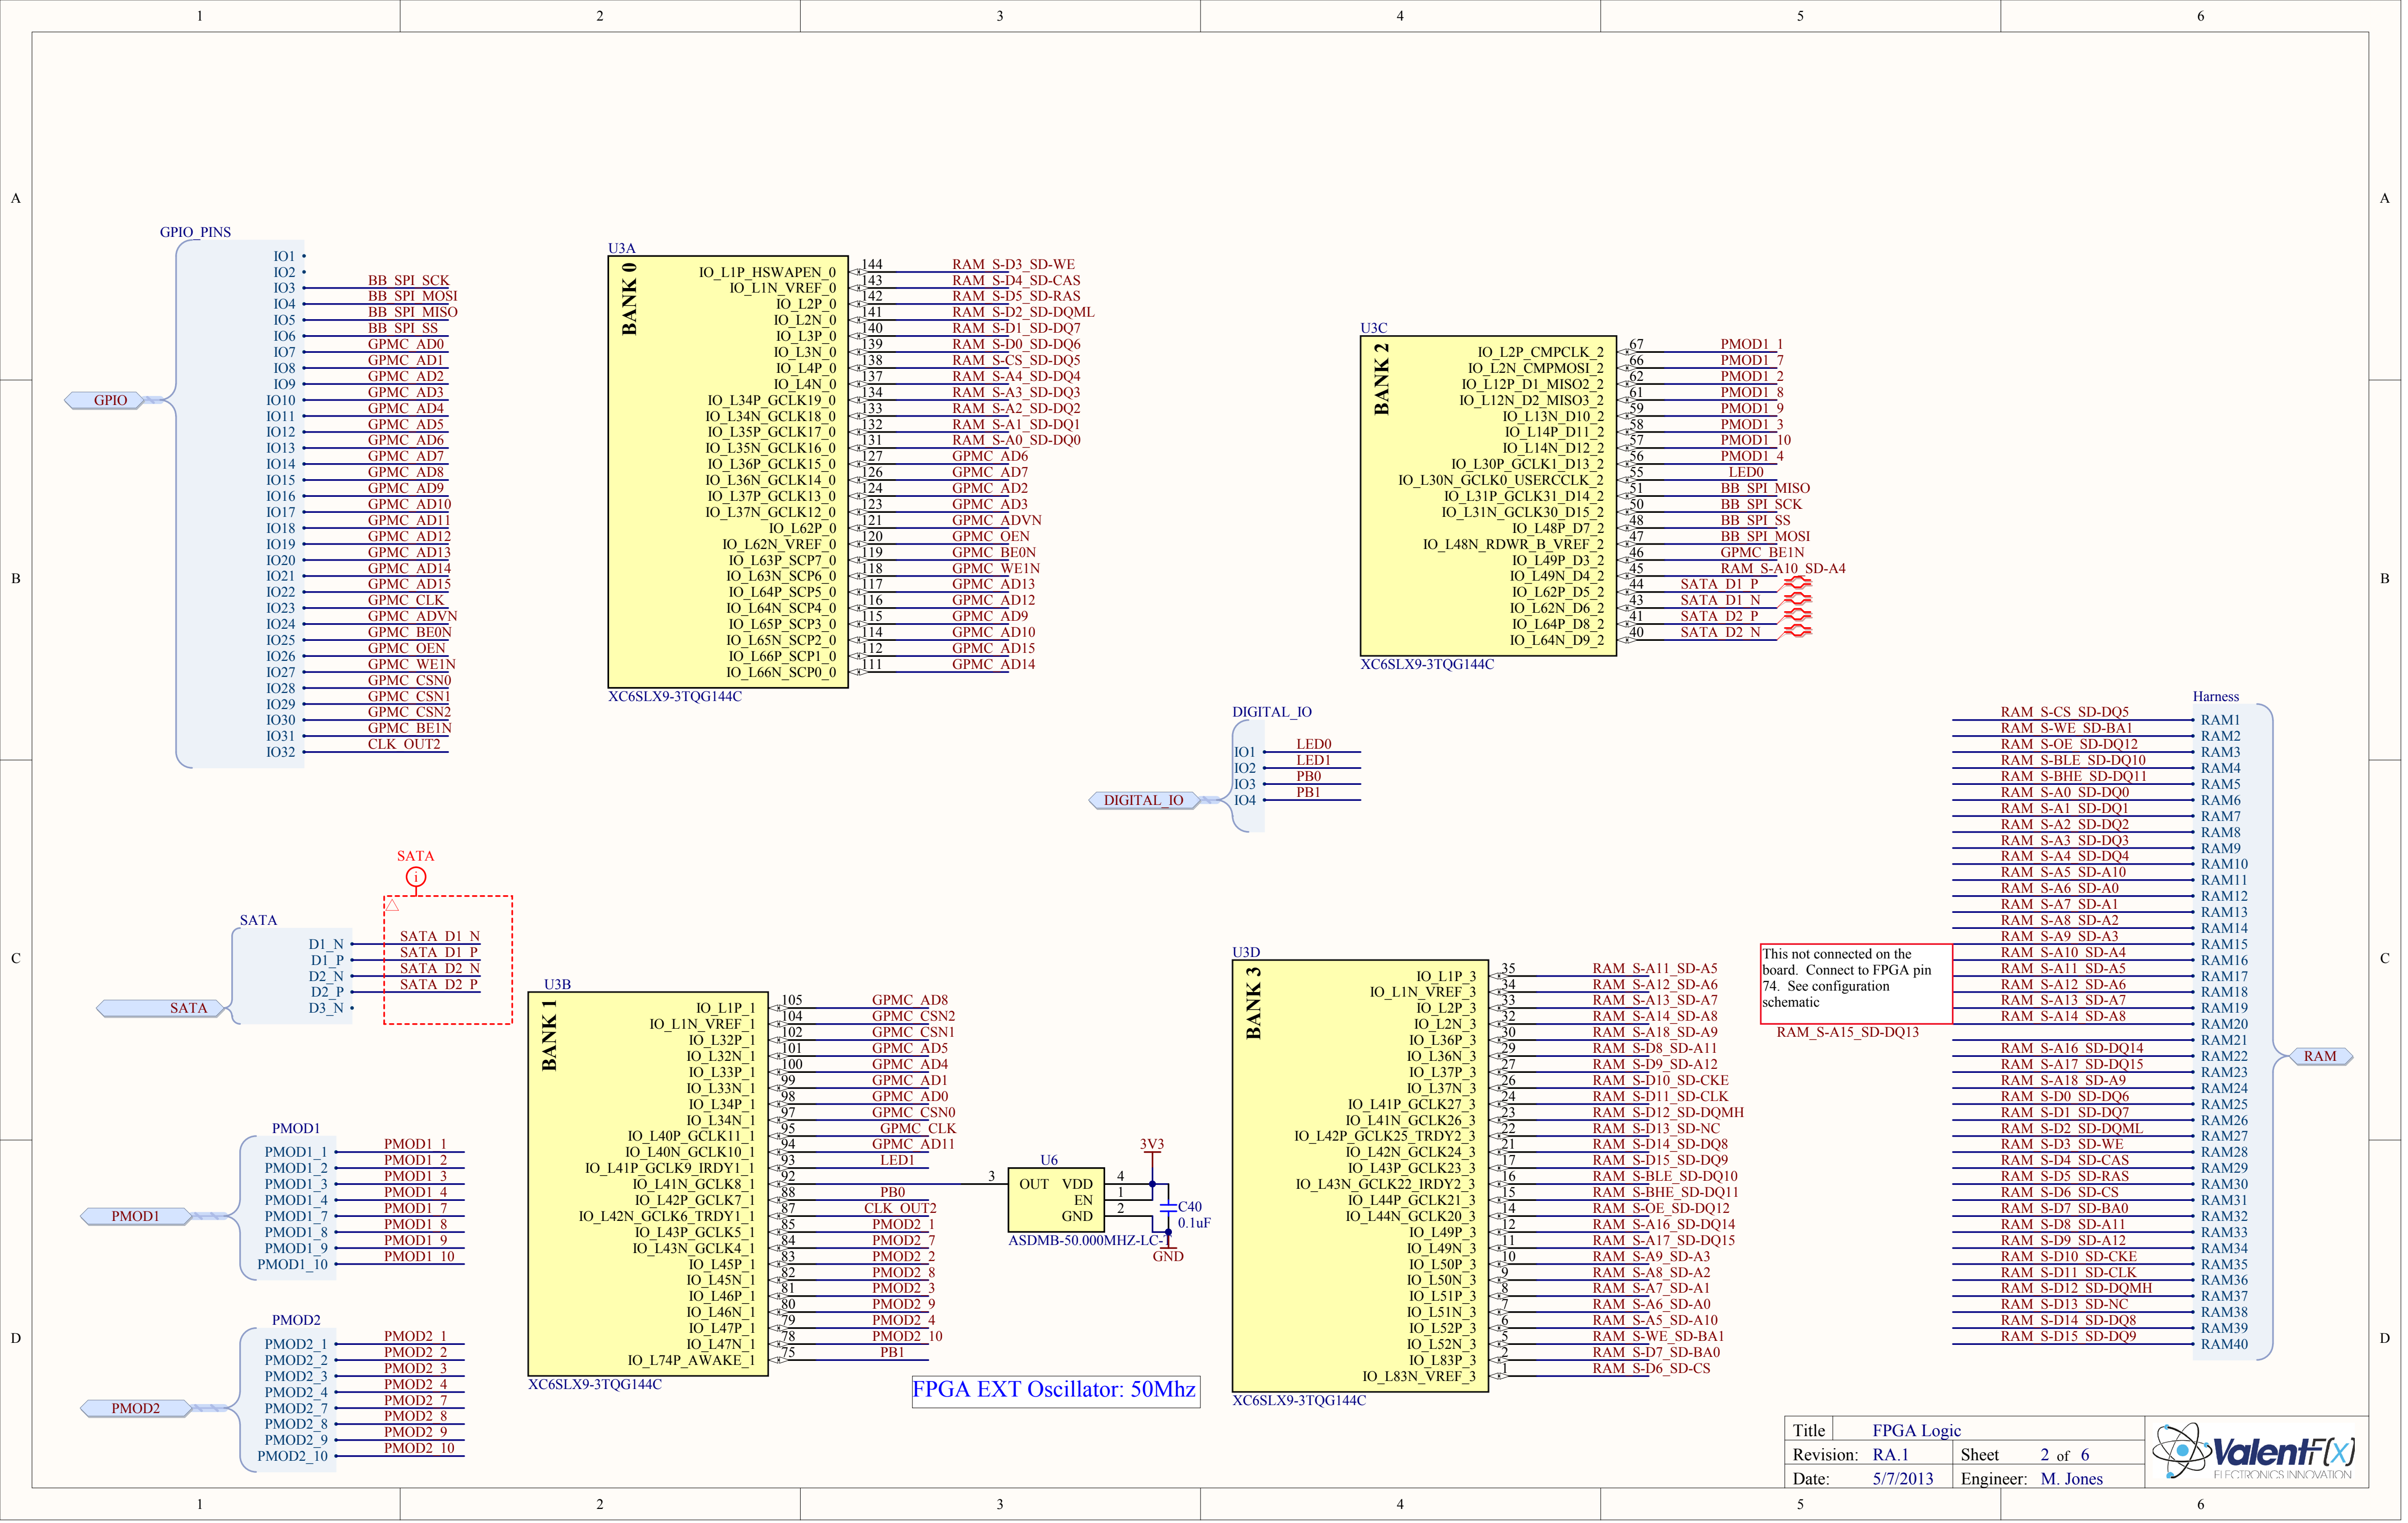 1 2 3 4 5 6
A A
B B
C C
D D
GPIO_PINS
GPIO
IO1
IO2
IO3 BB_SPI_SCK
IO4 BB_SPI_MOSI
IO5 BB_SPI_MISO
IO6 BB_SPI_SS
IO7 GPMC_AD0
IO8 GPMC_AD1
IO9 GPMC_AD2
IO10 GPMC_AD3
IO11 GPMC_AD4
IO12 GPMC_AD5
IO13 GPMC_AD6
IO14 GPMC_AD7
IO15 GPMC_AD8
IO16 GPMC_AD9
IO17 GPMC_AD10
IO18 GPMC_AD11
IO19 GPMC_AD12
IO20 GPMC_AD13
IO21 GPMC_AD14
IO22 GPMC_AD15
IO23 GPMC_CLK
IO24 GPMC_ADVN
IO25 GPMC_BE0N
IO26 GPMC_OEN
IO27 GPMC_WE1N
IO28 GPMC_CSN0
IO29 GPMC_CSN1
IO30 GPMC_CSN2
IO31 GPMC_BE1N
IO32 CLK_OUT2
U3A
BANK 0
IO_L1P_HSWAPEN_0 144 RAM_S-D3_SD-WE
IO_L1N_VREF_0 143 RAM_S-D4_SD-CAS
IO_L2P_0 142 RAM_S-D5_SD-RAS
IO_L2N_0 141 RAM_S-D2_SD-DQML
IO_L3P_0 140 RAM_S-D1_SD-DQ7
IO_L3N_0 139 RAM_S-D0_SD-DQ6
IO_L4P_0 138 RAM_S-CS_SD-DQ5
IO_L4N_0 137 RAM_S-A4_SD-DQ4
IO_L34P_GCLK19_0 134 RAM_S-A3_SD-DQ3
IO_L34N_GCLK18_0 133 RAM_S-A2_SD-DQ2
IO_L35P_GCLK17_0 132 RAM_S-A1_SD-DQ1
IO_L35N_GCLK16_0 131 RAM_S-A0_SD-DQ0
IO_L36P_GCLK15_0 127 GPMC_AD6
IO_L36N_GCLK14_0 126 GPMC_AD7
IO_L37P_GCLK13_0 124 GPMC_AD2
IO_L37N_GCLK12_0 123 GPMC_AD3
IO_L62P_0 121 GPMC_ADVN
IO_L62N_VREF_0 120 GPMC_OEN
IO_L63P_SCP7_0 119 GPMC_BE0N
IO_L63N_SCP6_0 118 GPMC_WE1N
IO_L64P_SCP5_0 117 GPMC_AD13
IO_L64N_SCP4_0 116 GPMC_AD12
IO_L65P_SCP3_0 115 GPMC_AD9
IO_L65N_SCP2_0 114 GPMC_AD10
IO_L66P_SCP1_0 112 GPMC_AD15
IO_L66N_SCP0_0 111 GPMC_AD14
XC6SLX9-3TQG144C
U3C
BANK 2
IO_L2P_CMPCLK_2 67 PMOD1_1
IO_L2N_CMPMOSI_2 66 PMOD1_7
IO_L12P_D1_MISO2_2 62 PMOD1_2
IO_L12N_D2_MISO3_2 61 PMOD1_8
IO_L13N_D10_2 59 PMOD1_9
IO_L14P_D11_2 58 PMOD1_3
IO_L14N_D12_2 57 PMOD1_10
IO_L30P_GCLK1_D13_2 56 PMOD1_4
IO_L30N_GCLK0_USERCCLK_2 55 LED0
IO_L31P_GCLK31_D14_2 51 BB_SPI_MISO
IO_L31N_GCLK30_D15_2 50 BB_SPI_SCK
IO_L48P_D7_2 48 BB_SPI_SS
IO_L48N_RDWR_B_VREF_2 47 BB_SPI_MOSI
IO_L49P_D3_2 46 GPMC_BE1N
IO_L49N_D4_2 45 RAM_S-A10_SD-A4
IO_L62P_D5_2 44 SATA_D1_P
IO_L62N_D6_2 43 SATA_D1_N
IO_L64P_D8_2 41 SATA_D2_P
IO_L64N_D9_2 40 SATA_D2_N
XC6SLX9-3TQG144C
DIGITAL_IO
DIGITAL_IO
IO1 LED0
IO2 LED1
IO3 PB0
IO4 PB1
SATA
i
SATA
SATA
D1_N SATA_D1_N
D1_P SATA_D1_P
D2_N SATA_D2_N
D2_P SATA_D2_P
D3_N
PMOD1
PMOD1
PMOD1_1 PMOD1_1
PMOD1_2 PMOD1_2
PMOD1_3 PMOD1_3
PMOD1_4 PMOD1_4
PMOD1_7 PMOD1_7
PMOD1_8 PMOD1_8
PMOD1_9 PMOD1_9
PMOD1_10 PMOD1_10
PMOD2
PMOD2
PMOD2_1 PMOD2_1
PMOD2_2 PMOD2_2
PMOD2_3 PMOD2_3
PMOD2_4 PMOD2_4
PMOD2_7 PMOD2_7
PMOD2_8 PMOD2_8
PMOD2_9 PMOD2_9
PMOD2_10 PMOD2_10
U3B
BANK 1
IO_L1P_1 105 GPMC_AD8
IO_L1N_VREF_1 104 GPMC_CSN2
IO_L32P_1 102 GPMC_CSN1
IO_L32N_1 101 GPMC_AD5
IO_L33P_1 100 GPMC_AD4
IO_L33N_1 99 GPMC_AD1
IO_L34P_1 98 GPMC_AD0
IO_L34N_1 97 GPMC_CSN0
IO_L40P_GCLK11_1 95 GPMC_CLK
IO_L40N_GCLK10_1 94 GPMC_AD11
IO_L41P_GCLK9_IRDY1_1 93 LED1
IO_L41N_GCLK8_1 92
IO_L42P_GCLK7_1 88 PB0
IO_L42N_GCLK6_TRDY1_1 87 CLK_OUT2
IO_L43P_GCLK5_1 85 PMOD2_1
IO_L43N_GCLK4_1 84 PMOD2_7
IO_L45P_1 83 PMOD2_2
IO_L45N_1 82 PMOD2_8
IO_L46P_1 81 PMOD2_3
IO_L46N_1 80 PMOD2_9
IO_L47P_1 79 PMOD2_4
IO_L47N_1 78 PMOD2_10
IO_L74P_AWAKE_1 75 PB1
XC6SLX9-3TQG144C
3V3
U6
3 OUT VDD 4
EN 1
GND 2
C40
0.1uF
ASDMB-50.000MHZ-LC-T
GND
FPGA EXT Oscillator: 50Mhz
U3D
BANK 3
IO_L1P_3 35 RAM_S-A11_SD-A5
IO_L1N_VREF_3 34 RAM_S-A12_SD-A6
IO_L2P_3 33 RAM_S-A13_SD-A7
IO_L2N_3 32 RAM_S-A14_SD-A8
IO_L36P_3 30 RAM_S-A18_SD-A9
IO_L36N_3 29 RAM_S-D8_SD-A11
IO_L37P_3 27 RAM_S-D9_SD-A12
IO_L37N_3 26 RAM_S-D10_SD-CKE
IO_L41P_GCLK27_3 24 RAM_S-D11_SD-CLK
IO_L41N_GCLK26_3 23 RAM_S-D12_SD-DQMH
IO_L42P_GCLK25_TRDY2_3 22 RAM_S-D13_SD-NC
IO_L42N_GCLK24_3 21 RAM_S-D14_SD-DQ8
IO_L43P_GCLK23_3 17 RAM_S-D15_SD-DQ9
IO_L43N_GCLK22_IRDY2_3 16 RAM_S-BLE_SD-DQ10
IO_L44P_GCLK21_3 15 RAM_S-BHE_SD-DQ11
IO_L44N_GCLK20_3 14 RAM_S-OE_SD-DQ12
IO_L49P_3 12 RAM_S-A16_SD-DQ14
IO_L49N_3 11 RAM_S-A17_SD-DQ15
IO_L50P_3 10 RAM_S-A9_SD-A3
IO_L50N_3 9 RAM_S-A8_SD-A2
IO_L51P_3 8 RAM_S-A7_SD-A1
IO_L51N_3 7 RAM_S-A6_SD-A0
IO_L52P_3 6 RAM_S-A5_SD-A10
IO_L52N_3 5 RAM_S-WE_SD-BA1
IO_L83P_3 2 RAM_S-D7_SD-BA0
IO_L83N_VREF_3 1 RAM_S-D6_SD-CS
XC6SLX9-3TQG144C
This not connected on the
board. Connect to FPGA pin
74. See configuration
schematic
Harness
RAM
RAM_S-CS_SD-DQ5 RAM1
RAM_S-WE_SD-BA1 RAM2
RAM_S-OE_SD-DQ12 RAM3
RAM_S-BLE_SD-DQ10 RAM4
RAM_S-BHE_SD-DQ11 RAM5
RAM_S-A0_SD-DQ0 RAM6
RAM_S-A1_SD-DQ1 RAM7
RAM_S-A2_SD-DQ2 RAM8
RAM_S-A3_SD-DQ3 RAM9
RAM_S-A4_SD-DQ4 RAM10
RAM_S-A5_SD-A10 RAM11
RAM_S-A6_SD-A0 RAM12
RAM_S-A7_SD-A1 RAM13
RAM_S-A8_SD-A2 RAM14
RAM_S-A9_SD-A3 RAM15
RAM_S-A10_SD-A4 RAM16
RAM_S-A11_SD-A5 RAM17
RAM_S-A12_SD-A6 RAM18
RAM_S-A13_SD-A7 RAM19
RAM_S-A14_SD-A8 RAM20
RAM_S-A15_SD-DQ13 RAM21
RAM_S-A16_SD-DQ14 RAM22
RAM_S-A17_SD-DQ15 RAM23
RAM_S-A18_SD-A9 RAM24
RAM_S-D0_SD-DQ6 RAM25
RAM_S-D1_SD-DQ7 RAM26
RAM_S-D2_SD-DQML RAM27
RAM_S-D3_SD-WE RAM28
RAM_S-D4_SD-CAS RAM29
RAM_S-D5_SD-RAS RAM30
RAM_S-D6_SD-CS RAM31
RAM_S-D7_SD-BA0 RAM32
RAM_S-D8_SD-A11 RAM33
RAM_S-D9_SD-A12 RAM34
RAM_S-D10_SD-CKE RAM35
RAM_S-D11_SD-CLK RAM36
RAM_S-D12_SD-DQMH RAM37
RAM_S-D13_SD-NC RAM38
RAM_S-D14_SD-DQ8 RAM39
RAM_S-D15_SD-DQ9 RAM40
Title FPGA Logic
Revision: RA.1 Sheet 2 of 6
Date: 5/7/2013 Engineer: M. Jones
ValentF(x)
ELECTRONICS INNOVATION
1 2 3 4 5 6